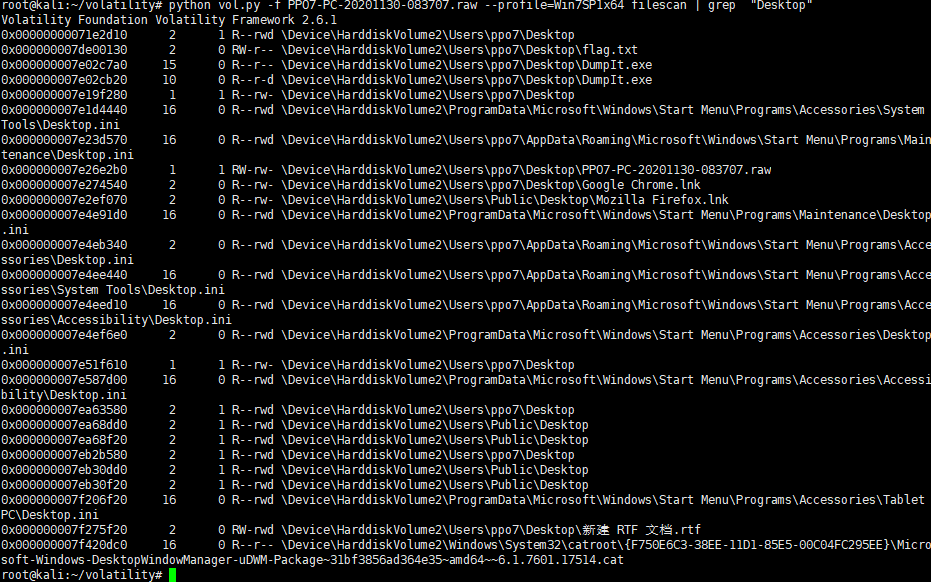 root@kali:~/volatility# python vol.py -f PPO7-PC-20201130-083707.raw --profile=Win7SP1x64 filescan | grep  "Desktop"
Volatility Foundation Volatility Framework 2.6.1
0x00000000071e2d10      2      1 R--rwd \Device\HarddiskVolume2\Users\ppo7\Desktop
0x000000007de00130      2      0 RW-r-- \Device\HarddiskVolume2\Users\ppo7\Desktop\flag.txt
0x000000007e02c7a0     15      0 R--r-- \Device\HarddiskVolume2\Users\ppo7\Desktop\DumpIt.exe
0x000000007e02cb20     10      0 R--r-d \Device\HarddiskVolume2\Users\ppo7\Desktop\DumpIt.exe
0x000000007e19f280      1      1 R--rw- \Device\HarddiskVolume2\Users\ppo7\Desktop
0x000000007e1d4440     16      0 R--rwd \Device\HarddiskVolume2\ProgramData\Microsoft\Windows\Start Menu\Programs\Accessories\System
Tools\Desktop.ini
0x000000007e23d570     16      0 R--rwd \Device\HarddiskVolume2\Users\ppo7\AppData\Roaming\Microsoft\Windows\Start Menu\Programs\Main
tenance\Desktop.ini
0x000000007e26e2b0      1      1 RW-rw- \Device\HarddiskVolume2\Users\ppo7\Desktop\PPO7-PC-20201130-083707.raw
0x000000007e274540      2      0 R--rw- \Device\HarddiskVolume2\Users\ppo7\Desktop\Google Chrome.lnk
0x000000007e2ef070      2      0 R--rw- \Device\HarddiskVolume2\Users\Public\Desktop\Mozilla Firefox.lnk
0x000000007e4e91d0     16      0 R--rwd \Device\HarddiskVolume2\ProgramData\Microsoft\Windows\Start Menu\Programs\Maintenance\Desktop
.ini
0x000000007e4eb340      2      0 R--rwd \Device\HarddiskVolume2\Users\ppo7\AppData\Roaming\Microsoft\Windows\Start Menu\Programs\Acce
ssories\Desktop.ini
0x000000007e4ee440     16      0 R--rwd \Device\HarddiskVolume2\Users\ppo7\AppData\Roaming\Microsoft\Windows\Start Menu\Programs\Acce
ssories\System Tools\Desktop.ini
0x000000007e4eed10     16      0 R--rwd \Device\HarddiskVolume2\Users\ppo7\AppData\Roaming\Microsoft\Windows\Start Menu\Programs\Acce
ssories\Accessibility\Desktop.ini
0x000000007e4ef6e0      2      0 R--rwd \Device\HarddiskVolume2\ProgramData\Microsoft\Windows\Start Menu\Programs\Accessories\Desktop
.ini
0x000000007e51f610      1      1 R--rw- \Device\HarddiskVolume2\Users\ppo7\Desktop
0x000000007e587d00     16      0 R--rwd \Device\HarddiskVolume2\ProgramData\Microsoft\Windows\Start Menu\Programs\Accessories\Accessi
bility\Desktop.ini
0x000000007ea63580      2      1 R--rwd \Device\HarddiskVolume2\Users\ppo7\Desktop
0x000000007ea68dd0      2      1 R--rwd \Device\HarddiskVolume2\Users\Public\Desktop
0x000000007ea68f20      2      1 R--rwd \Device\HarddiskVolume2\Users\Public\Desktop
0x000000007eb2b580      2      1 R--rwd \Device\HarddiskVolume2\Users\ppo7\Desktop
0x000000007eb30dd0      2      1 R--rwd \Device\HarddiskVolume2\Users\Public\Desktop
0x000000007eb30f20      2      1 R--rwd \Device\HarddiskVolume2\Users\Public\Desktop
0x000000007f206f20     16      0 R--rwd \Device\HarddiskVolume2\ProgramData\Microsoft\Windows\Start Menu\Programs\Accessories\Tablet
PC\Desktop.ini
0x000000007f275f20      2      0 RW-rwd \Device\HarddiskVolume2\Users\ppo7\Desktop\新建 RTF 文档.rtf
0x000000007f420dc0     16      0 R--r-- \Device\HarddiskVolume2\Windows\System32\catroot\{F750E6C3-38EE-11D1-85E5-00C04FC295EE}\Micro
soft-Windows-DesktopWindowManager-uDWM-Package~31bf3856ad364e35~amd64~~6.1.7601.17514.cat
root@kali:~/volatility#